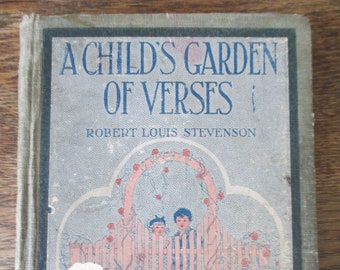 A CHILD'S GARDEN
OF VERSES
ROBERT LOUIS STEVENSON